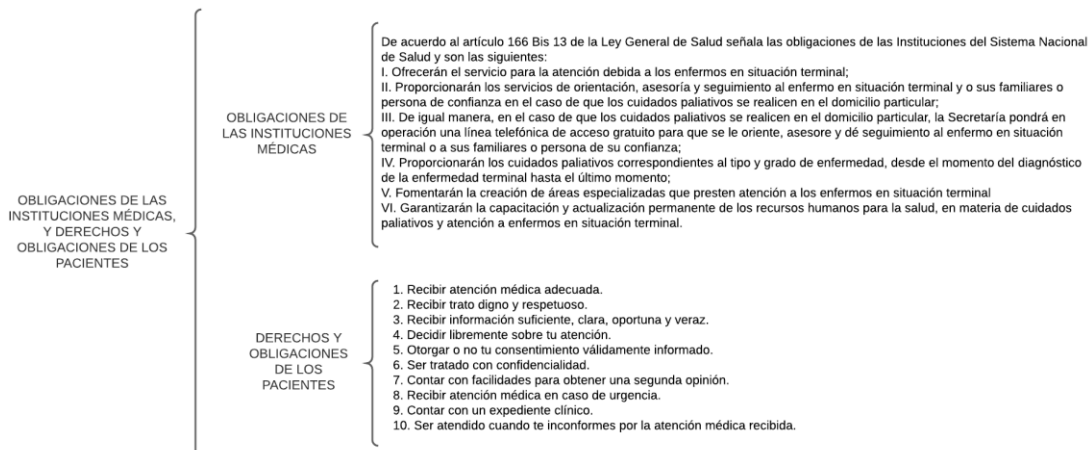 OBLIGACIONES DE LAS
INSTITUCIONES MÉDICAS,
Y DERECHOS Y
OBLIGACIONES DE LOS
PACIENTES
OBLIGACIONES DE
LAS INSTITUCIONES
MÉDICAS
De acuerdo al artículo 166 Bis 13 de la Ley General de Salud señala las obligaciones de las Instituciones del Sistema Nacional
de Salud y son las siguientes:
I. Ofrecerán el servicio para la atención debida a los enfermos en situación terminal;
II. Proporcionarán los servicios de orientación, asesoría y seguimiento al enfermo en situación terminal y o sus familiares o
persona de confianza en el caso de que los cuidados paliativos se realicen en el domicilio particular;
III. De igual manera, en el caso de que los cuidados paliativos se realicen en el domicilio particular, la Secretaría pondrá en
operación una línea telefónica de acceso gratuito para que se le oriente, asesore y dé seguimiento al enfermo en situación
terminal o a sus familiares o persona de su confianza;
IV. Proporcionarán los cuidados paliativos correspondientes al tipo y grado de enfermedad, desde el momento del diagnóstico
de la enfermedad terminal hasta el último momento;
V. Fomentarán la creación de áreas especializadas que presten atención a los enfermos en situación terminal
VI. Garantizarán la capacitación y actualización permanente de los recursos humanos para la salud, en materia de cuidados
paliativos y atención a enfermos en situación terminal.
DERECHOS Y
OBLIGACIONES
DE LOS
PACIENTES
1. Recibir atención médica adecuada.
2. Recibir trato digno y respetuoso.
3. Recibir información suficiente, clara, oportuna y veraz.
4. Decidir libremente sobre tu atención.
5. Otorgar o no tu consentimiento válidamente informado.
6. Ser tratado con confidencialidad.
7. Contar con facilidades para obtener una segunda opinión.
8. Recibir atención médica en caso de urgencia.
9. Contar con un expediente clínico.
10. Ser atendido cuando te inconformes por la atención médica recibida.